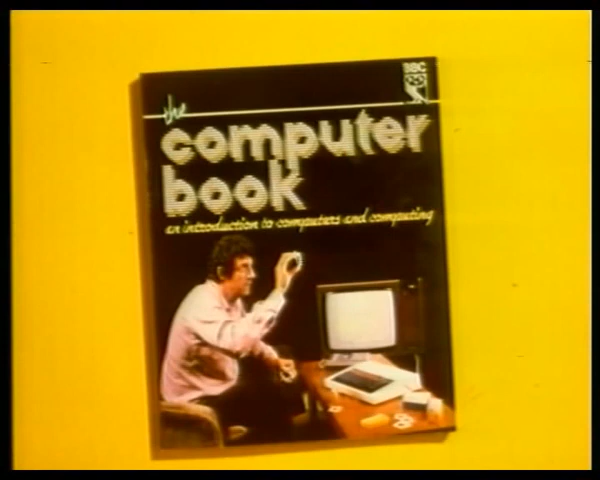 BBC
the
computer
book
an introduction to computers and computing